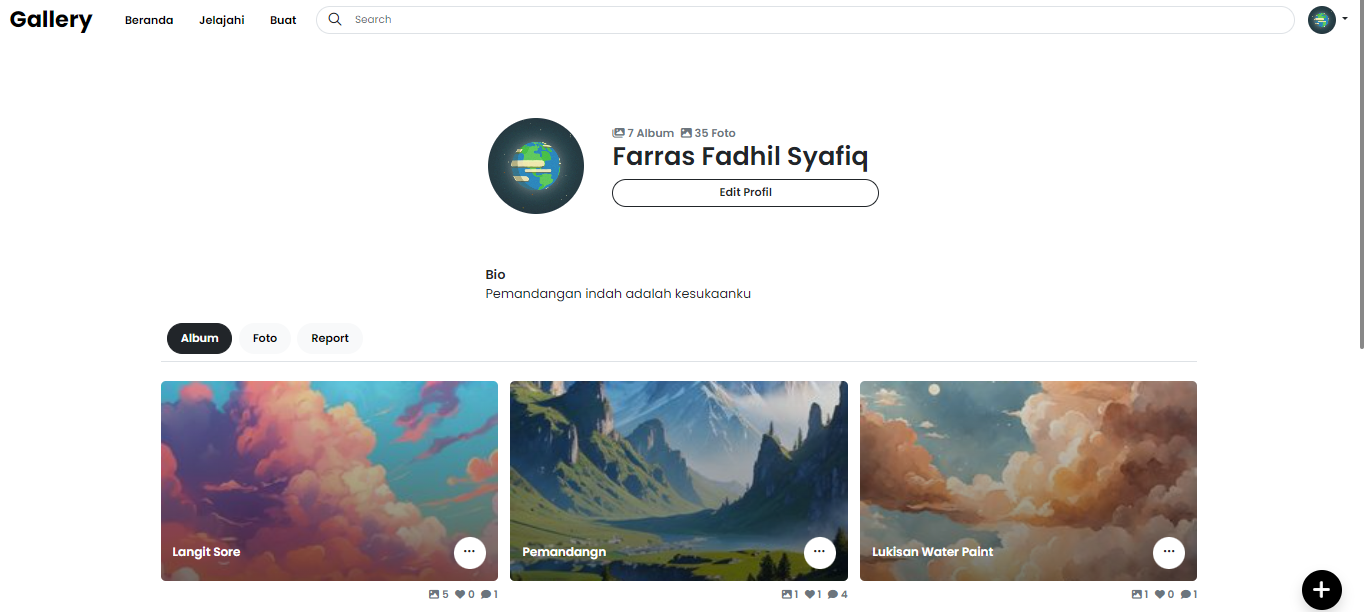 Gallery Beranda Jelajahi Buat Search
7 Album 35 Foto
Farras Fadhil Syafiq
Edit Profil
Bio
Pemandangan indah adalah kesukaanku
Album Foto Report
Langit Sore ... Pemandangn ... Lukisan Water Paint ...
5 0 1 1 1 4 1 0 1